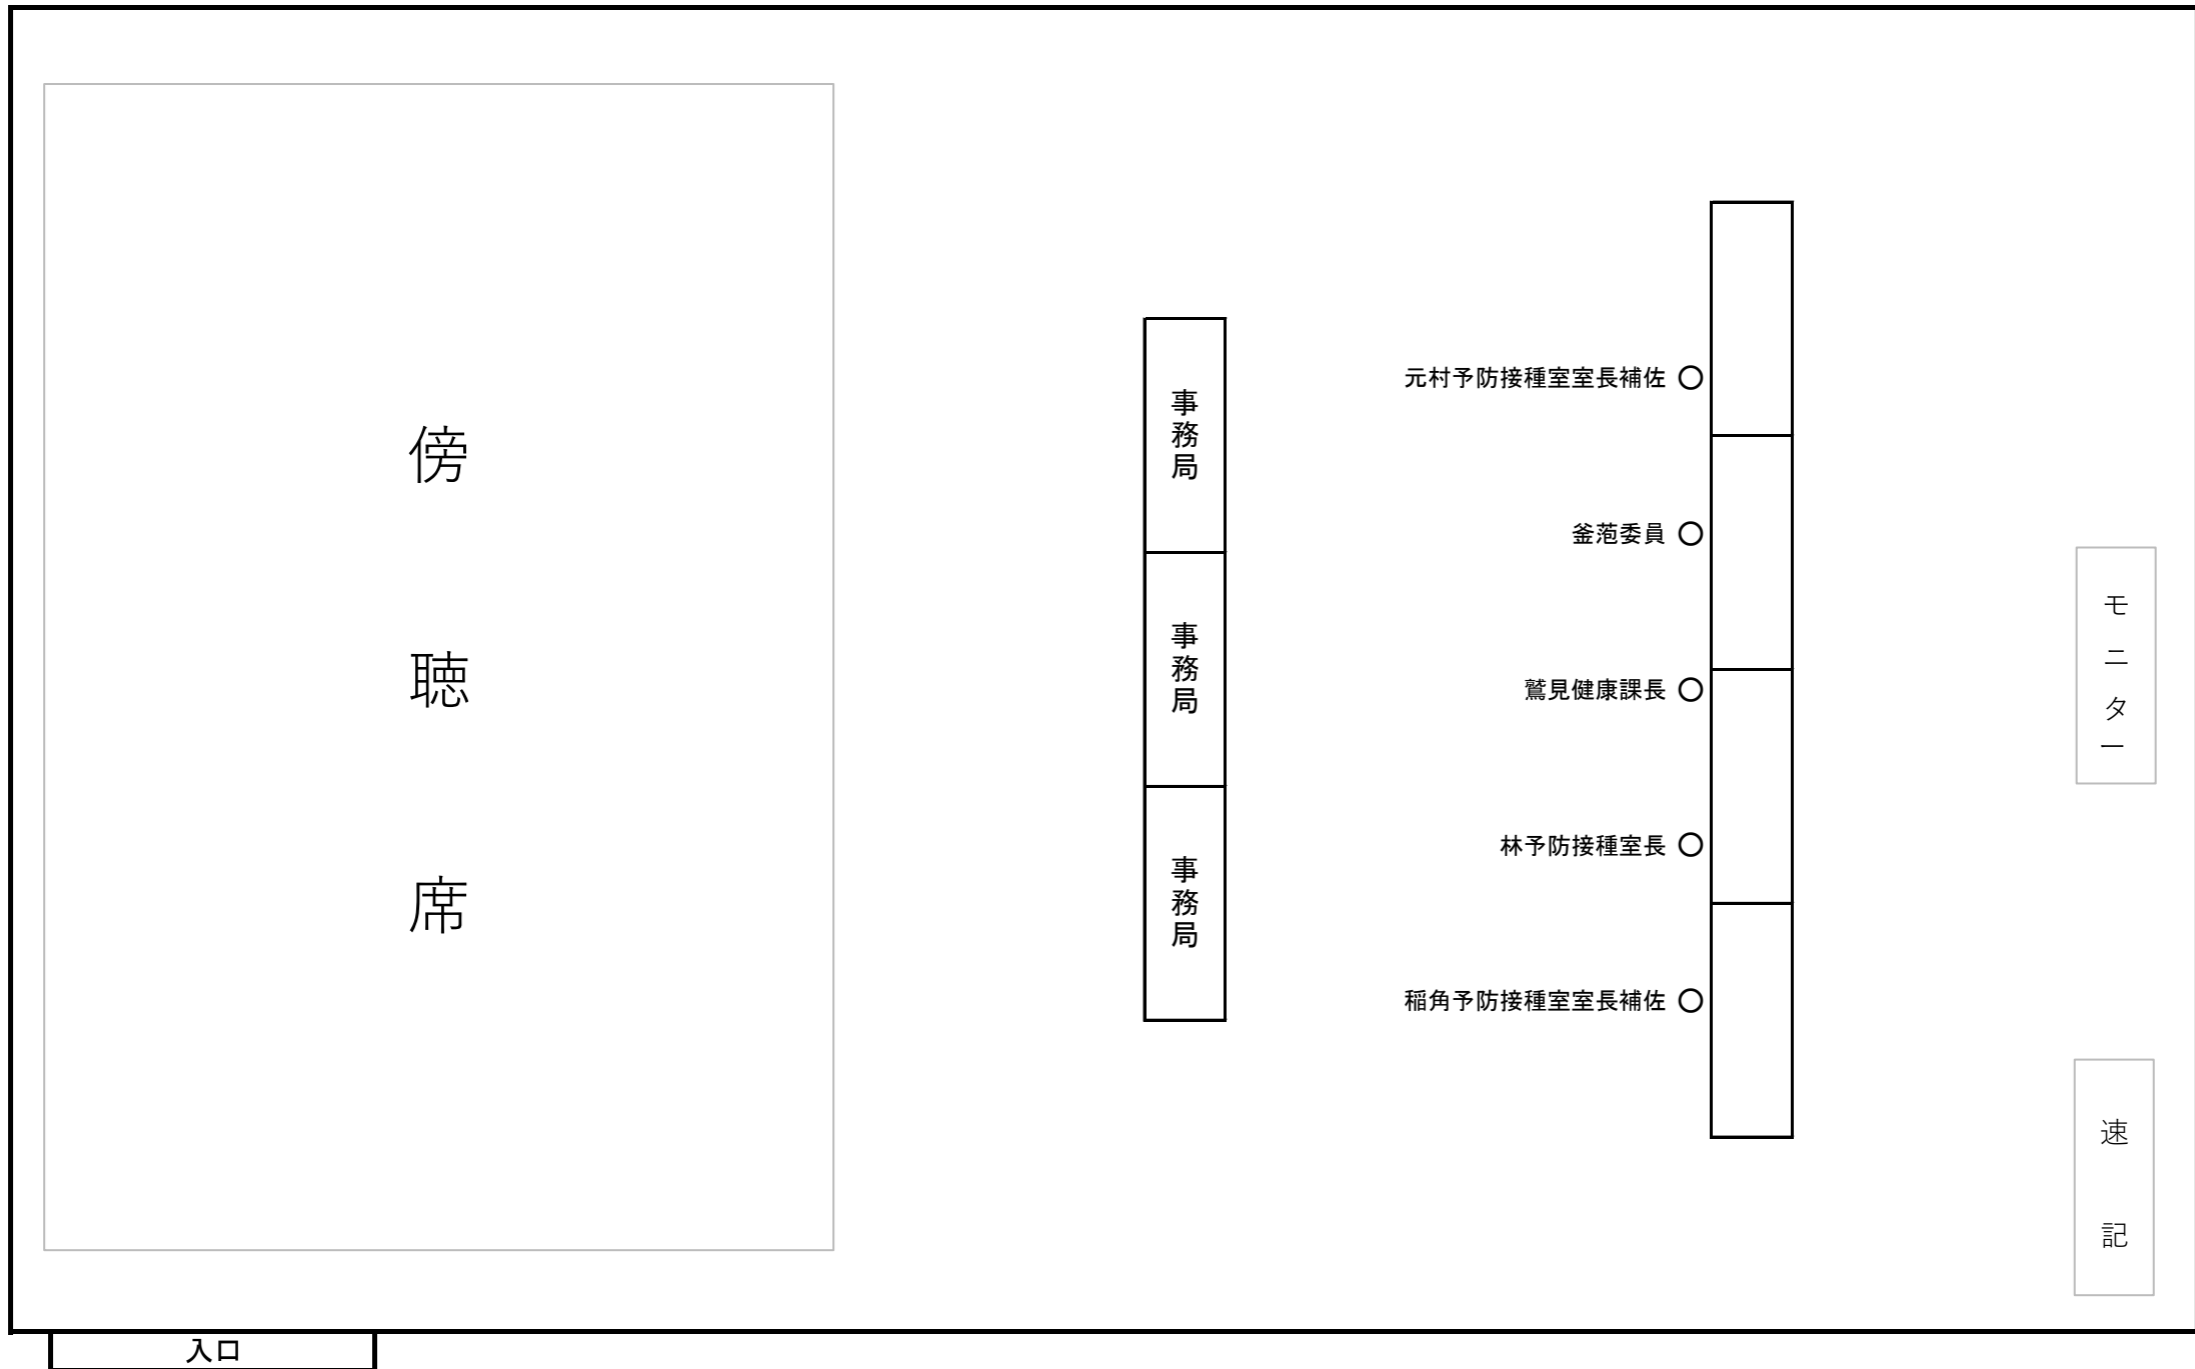 傍聴席
事務局
事務局
事務局
元村予防接種室室長補佐
釜萢委員
鷲見健康課長
林予防接種室長
稲角予防接種室室長補佐
モニター
速記
入口